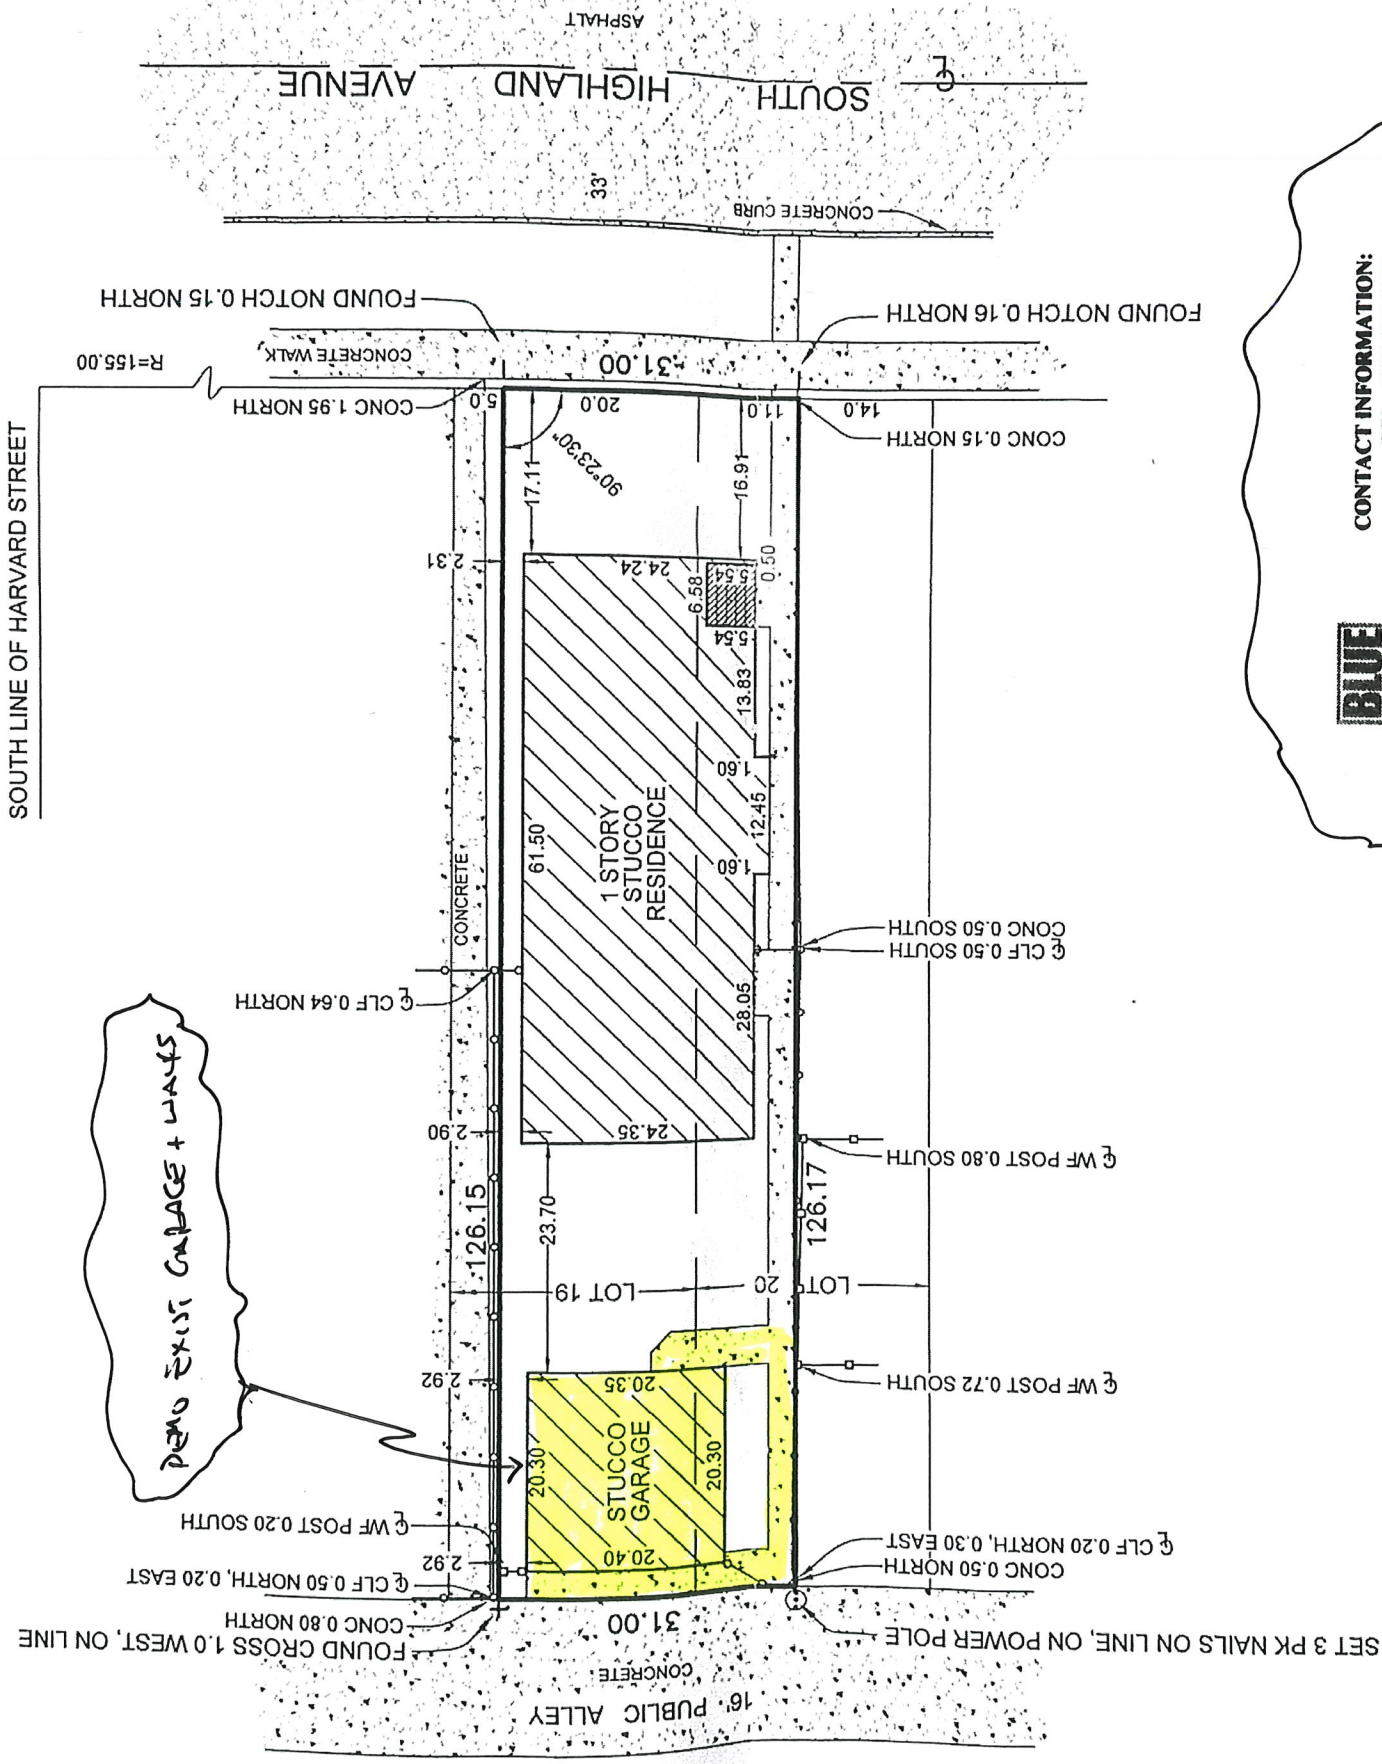 ASPHALT
SOUTH HIGHLAND AVENUE
℄
33'
CONCRETE CURB
FOUND NOTCH 0.15 NORTH
FOUND NOTCH 0.16 NORTH
SOUTH LINE OF HARVARD STREET
R=155.00
CONCRETE WALK
31.00
CONC 1.95 NORTH
5.0
20.0
11.0
14.0
CONC 0.15 NORTH
90°23'30"
17.11
16.91
2.31
24.24
6.58
5.54
0.50
5.54
13.83
1.60
12.45
1.60
61.50
1 STORY
STUCCO
RESIDENCE
CONCRETE
℄ CLF 0.64 NORTH
CONC 0.50 SOUTH
℄ CLF 0.50 SOUTH
28.05
2.90
24.35
℄ WF POST 0.80 SOUTH
126.15
126.17
23.70
LOT 19
LOT 20
DEMO EXIST GARAGE + WALKS
2.92
20.35
℄ WF POST 0.72 SOUTH
20.30
STUCCO
GARAGE
20.30
℄ WF POST 0.20 SOUTH
2.92
20.40
℄ CLF 0.20 NORTH, 0.30 EAST
CONC 0.50 NORTH
℄ CLF 0.50 NORTH, 0.20 EAST
CONC 0.80 NORTH
FOUND CROSS 1.0 WEST, ON LINE
31.00
SET 3 PK NAILS ON LINE, ON POWER POLE
CONCRETE
16' PUBLIC ALLEY
CONTACT INFORMATION:
BLUE